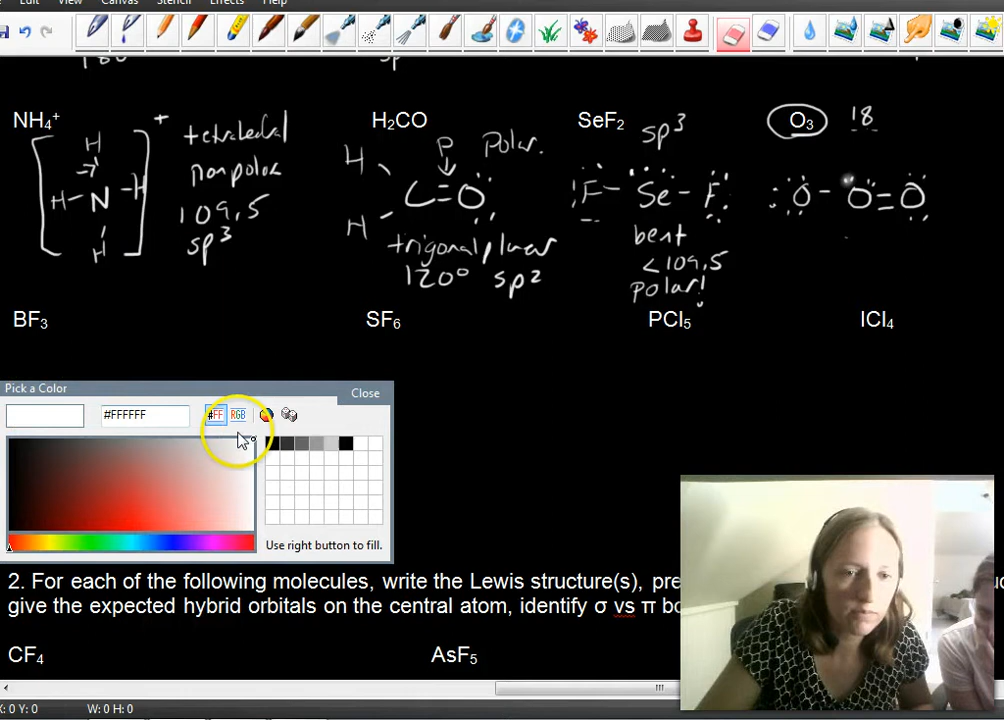 Edit View Canvas Stencil Effects Help
180 sp
NH4+ H2CO SeF2 sp3 O3 18
[H H-N-H H]+ tetrahedral nonpolar 109,5 sp3
H H C=O P Polar.
trigonal planar 120° sp2
:F-Se-F:
bent <109,5 polar!
:O-O=O
BF3 SF6 PCl5 ICl4
Pick a Color Close
#FFFFFF #FF RGB
Use right button to fill.
2. For each of the following molecules, write the Lewis structure(s), pre
give the expected hybrid orbitals on the central atom, identify σ vs π bo
CF4 AsF5
X: 0 Y: 0 W: 0 H: 0